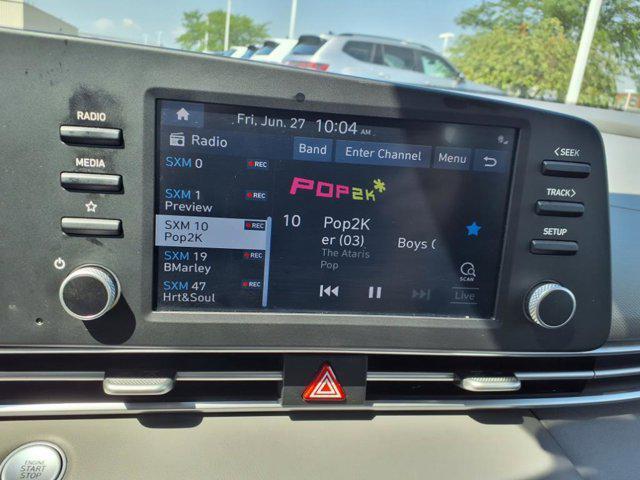 Fri, Jun. 27 10:04 AM
Radio
Band
Enter Channel
Menu
SXM 0 REC
SXM 1 REC
Preview
SXM 10 REC
Pop2K
SXM 19 REC
BMarley
SXM 47 REC
Hrt&Soul
POP2K
10 Pop2K
er (03) Boys (
The Ataris
Pop
SCAN
Live
RADIO
MEDIA
< SEEK
TRACK >
SETUP
ENGINE
START
STOP